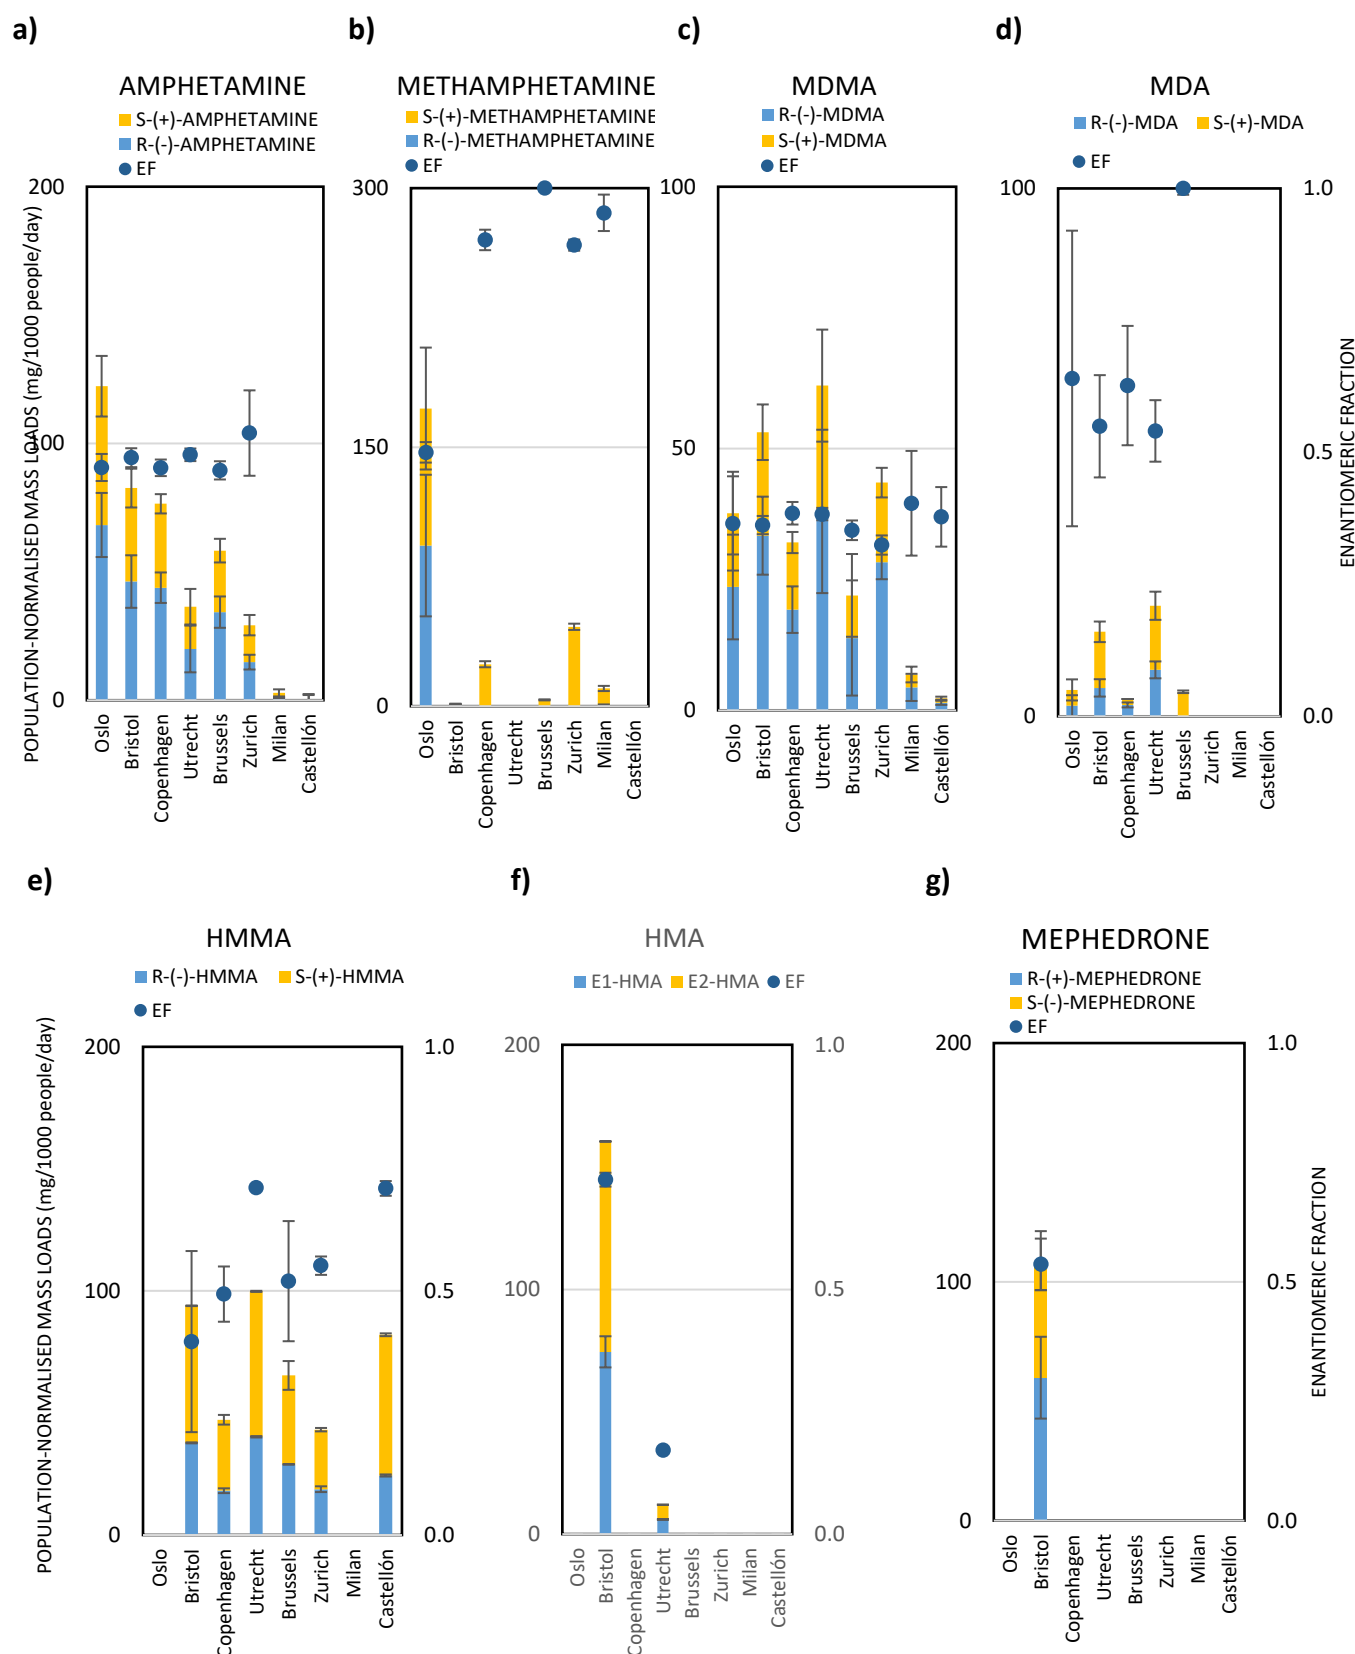 a)
b)
c)
d)
AMPHETAMINE
S-(+)-AMPHETAMINE
R-(-)-AMPHETAMINE
EF
METHAMPHETAMINE
S-(+)-METHAMPHETAMINE
R-(-)-METHAMPHETAMINE
EF
MDMA
R-(-)-MDMA
S-(+)-MDMA
EF
MDA
R-(-)-MDA S-(+)-MDA
EF
POPULATION-NORMALISED MASS LOADS (mg/1000 people/day)
200
100
0
Oslo
Bristol
Copenhagen
Utrecht
Brussels
Zurich
Milan
Castellón
300
150
0
Oslo
Bristol
Copenhagen
Utrecht
Brussels
Zurich
Milan
Castellón
100
50
0
Oslo
Bristol
Copenhagen
Utrecht
Brussels
Zurich
Milan
Castellón
100
0
1.0
0.5
0.0
Oslo
Bristol
Copenhagen
Utrecht
Brussels
Zurich
Milan
Castellón
ENANTIOMERIC FRACTION
e)
f)
g)
HMMA
R-(-)-HMMA S-(+)-HMMA
EF
HMA
E1-HMA E2-HMA EF
MEPHEDRONE
R-(+)-MEPHEDRONE
S-(-)-MEPHEDRONE
EF
POPULATION-NORMALISED MASS LOADS (mg/1000 people/day)
200
100
0
1.0
0.5
0.0
Oslo
Bristol
Copenhagen
Utrecht
Brussels
Zurich
Milan
Castellón
200
100
0
1.0
0.5
0.0
Oslo
Bristol
Copenhagen
Utrecht
Brussels
Zurich
Milan
Castellón
200
100
0
1.0
0.5
0.0
Oslo
Bristol
Copenhagen
Utrecht
Brussels
Zurich
Milan
Castellón
ENANTIOMERIC FRACTION